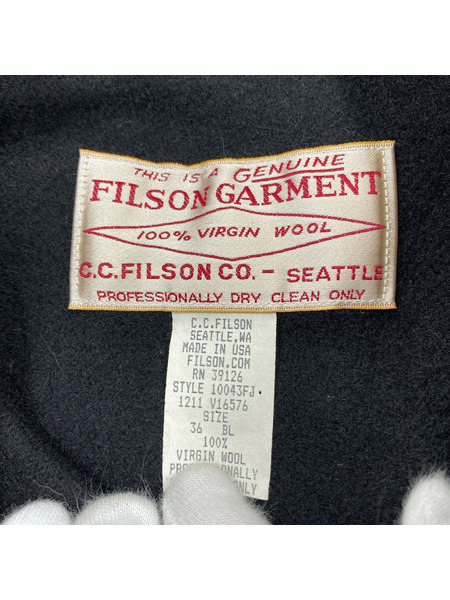 THIS IS A GENUINE
FILSON GARMENT
100% VIRGIN WOOL
C.C.FILSON CO. – SEATTLE
PROFESSIONALLY DRY CLEAN ONLY
C.C.FILSON
SEATTLE,WA
MADE IN USA
FILSON.COM
RN 39126
STYLE 10043FJ
1211 V16576
SIZE
36 BL
100%
VIRGIN WOOL
ONLY